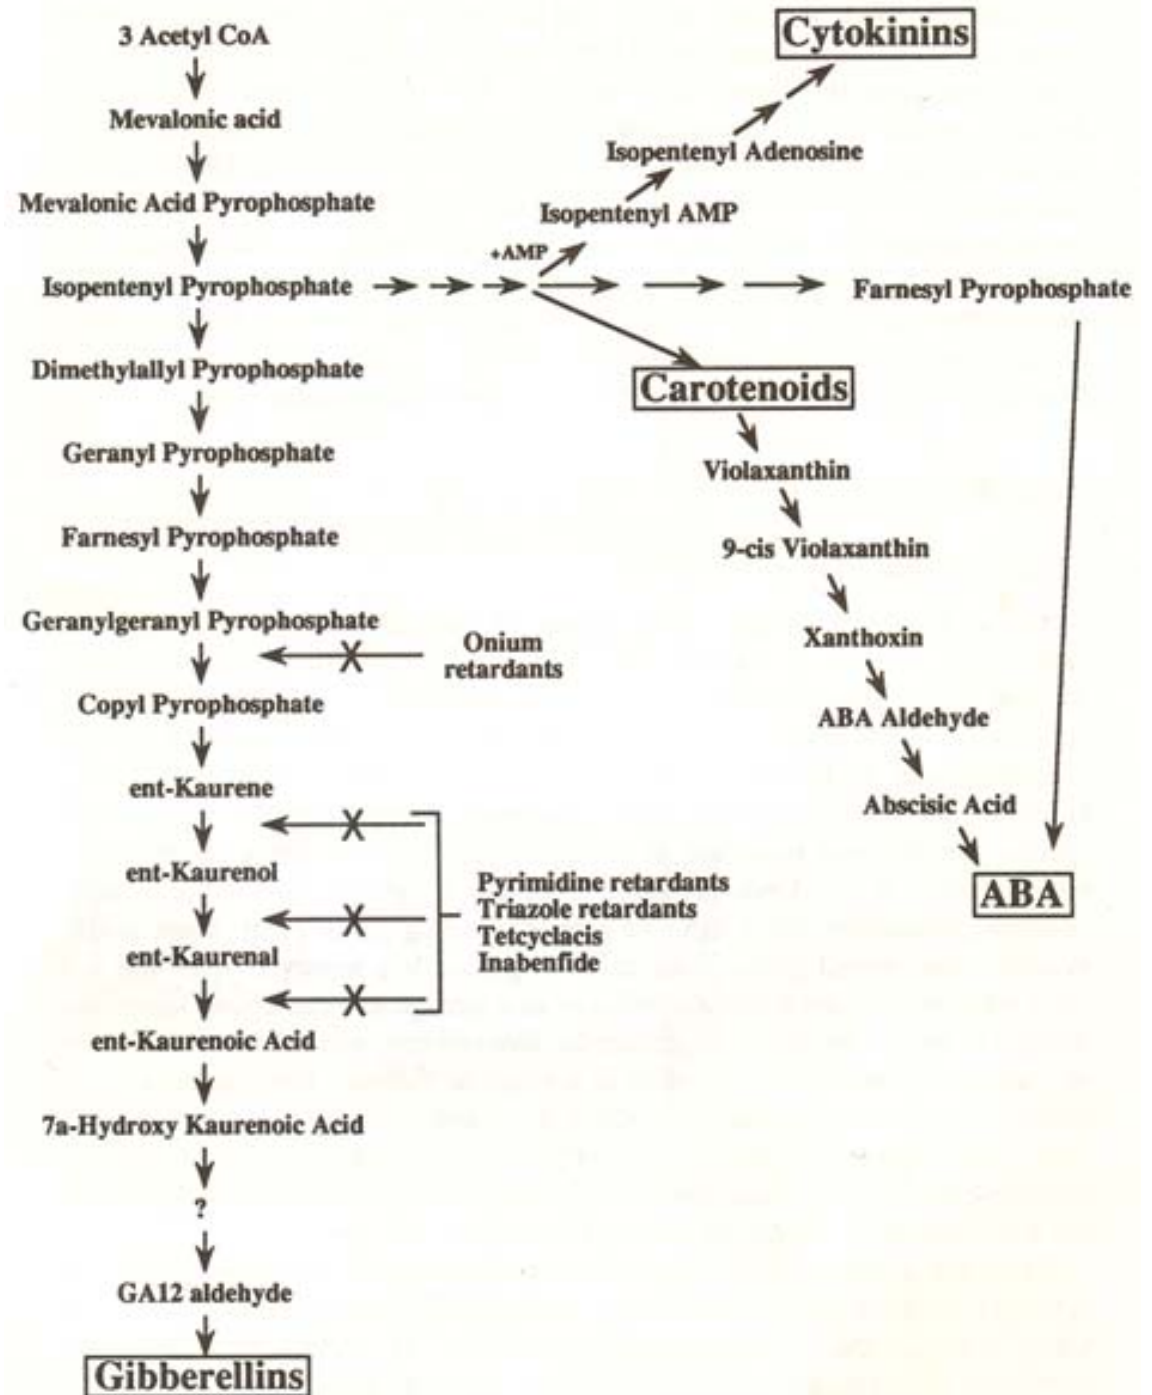 3 Acetyl CoA
Cytokinins
Mevalonic acid
Isopentenyl Adenosine
Mevalonic Acid Pyrophosphate
Isopentenyl AMP
+AMP
Isopentenyl Pyrophosphate
Farnesyl Pyrophosphate
Dimethylallyl Pyrophosphate
Carotenoids
Geranyl Pyrophosphate
Violaxanthin
Farnesyl Pyrophosphate
9-cis Violaxanthin
Geranylgeranyl Pyrophosphate
Onium
retardants
X
Xanthoxin
Copyl Pyrophosphate
ABA Aldehyde
ent-Kaurene
Abscisic Acid
X
ent-Kaurenol
Pyrimidine retardants
Triazole retardants
Tetcyclacis
Inabenfide
ABA
X
ent-Kaurenal
X
ent-Kaurenoic Acid
7a-Hydroxy Kaurenoic Acid
?
GA12 aldehyde
Gibberellins